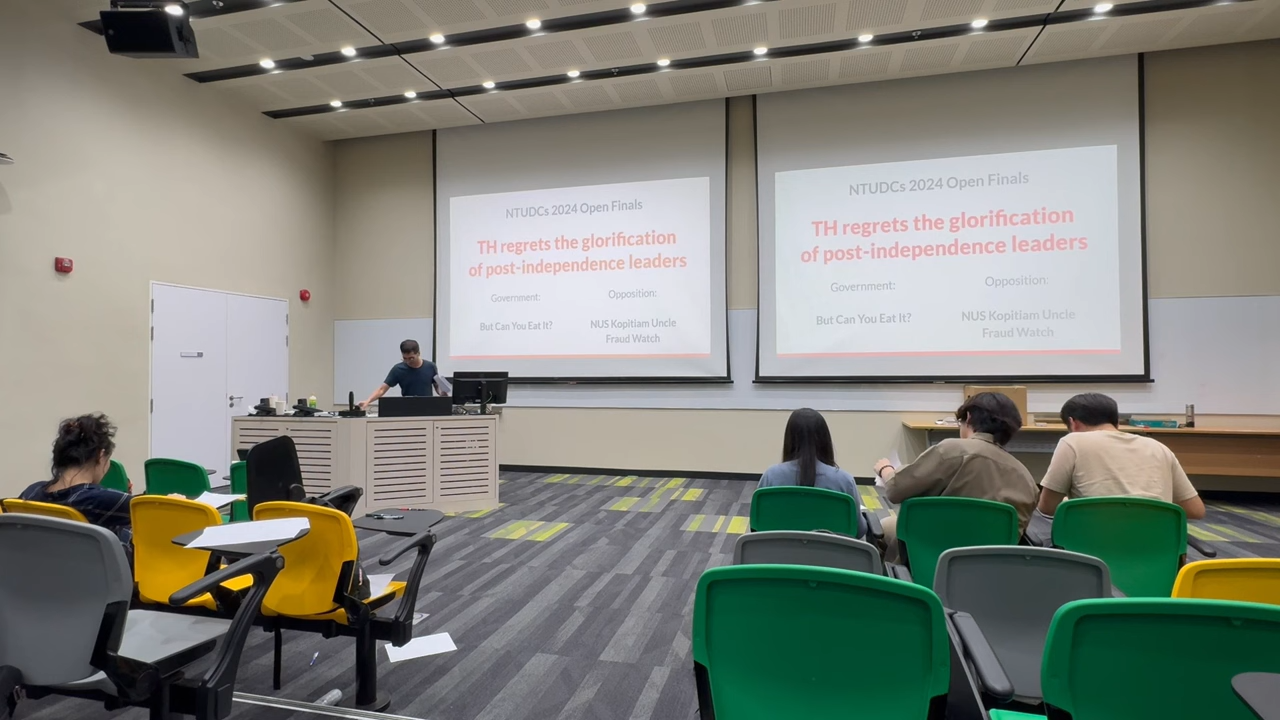 NTUDCs 2024 Open Finals
TH regrets the glorification
of post-independence leaders
Government:
Opposition:
But Can You Eat It?
NUS Kopitiam Uncle
Fraud Watch
NTUDCs 2024 Open Finals
TH regrets the glorification
of post-independence leaders
Government:
Opposition:
But Can You Eat It?
NUS Kopitiam Uncle
Fraud Watch